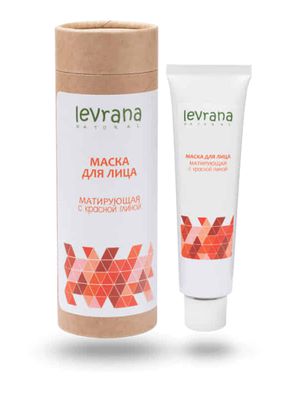 levrana
NATURAL
МАСКА
ДЛЯ ЛИЦА
МАТИРУЮЩАЯ
с красной глиной
levrana
NATURAL
МАСКА ДЛЯ ЛИЦА
МАТИРУЮЩАЯ
с красной глиной